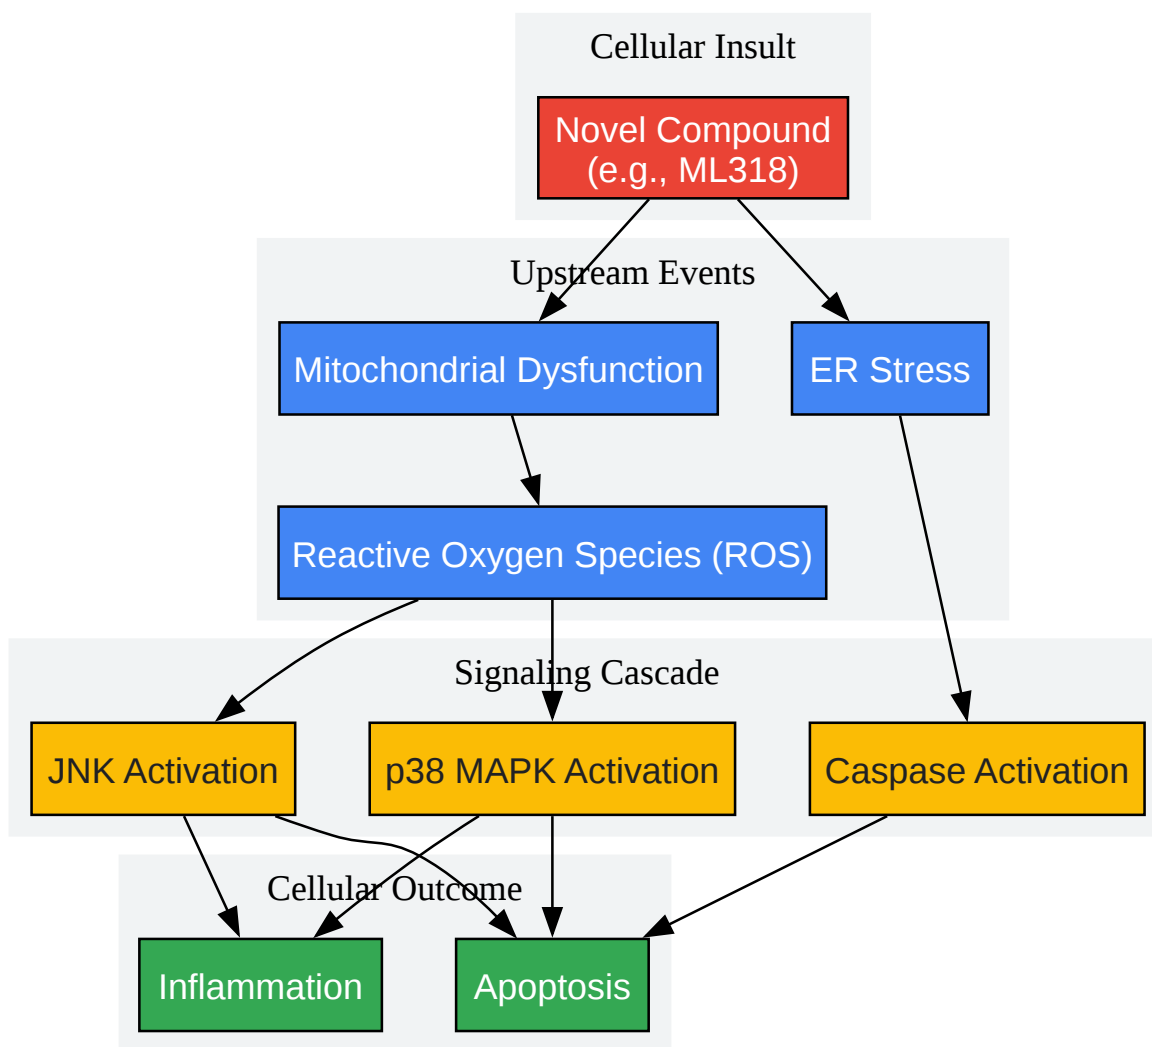 Cellular Insult
Novel Compound
(e.g., ML318)
Upstream Events
Mitochondrial Dysfunction
ER Stress
Reactive Oxygen Species (ROS)
Signaling Cascade
JNK Activation
p38 MAPK Activation
Caspase Activation
Cellular Outcome
Inflammation
Apoptosis